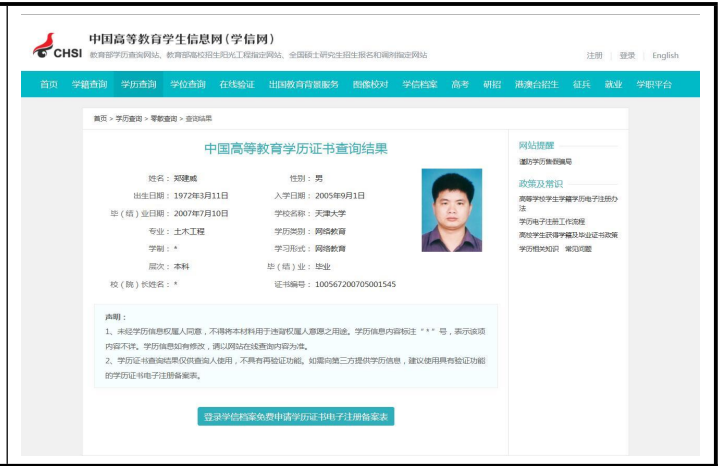 中国高等教育学生信息网(学信网)
CHSI 教育部学历查询网站、教育部高校招生阳光工程指定网站、全国硕士研究生招生报名和调剂指定网站
注册 | 登录 | English
首页 学籍查询 学历查询 学位查询 在线验证 出国教育背景服务 图像校对 学信档案 高考 研招 港澳台招生 征兵 就业 学职平台
首页 > 学历查询 > 零散查询 > 查询结果
中国高等教育学历证书查询结果
姓名：郑建威 性别：男
出生日期：1972年3月11日 入学日期：2005年9月1日
毕(结)业日期：2007年7月10日 学校名称：天津大学
专业：土木工程 学历类别：网络教育
学制：* 学习形式：网络教育
层次：本科 毕(结)业：毕业
校(院)长姓名：* 证书编号：100567200705001545
声明：
1、未经学历信息权属人同意，不得将本材料用于违背权属人意愿之用途。学历信息内容标注“*”号，表示该项
内容不详。学历信息如有修改，请以网站在线查询内容为准。
2、学历证书查询结果仅供查询人使用，不具有再验证功能。如需向第三方提供学历信息，建议使用具有验证功能
的学历证书电子注册备案表。
登录学信档案免费申请学历证书电子注册备案表
网站提醒
谨防学历售假骗局
政策及常识
高等学校学生学籍学历电子注册办
法
学历电子注册工作流程
高校学生获得学籍及毕业证书政策
学历相关知识 常见问题